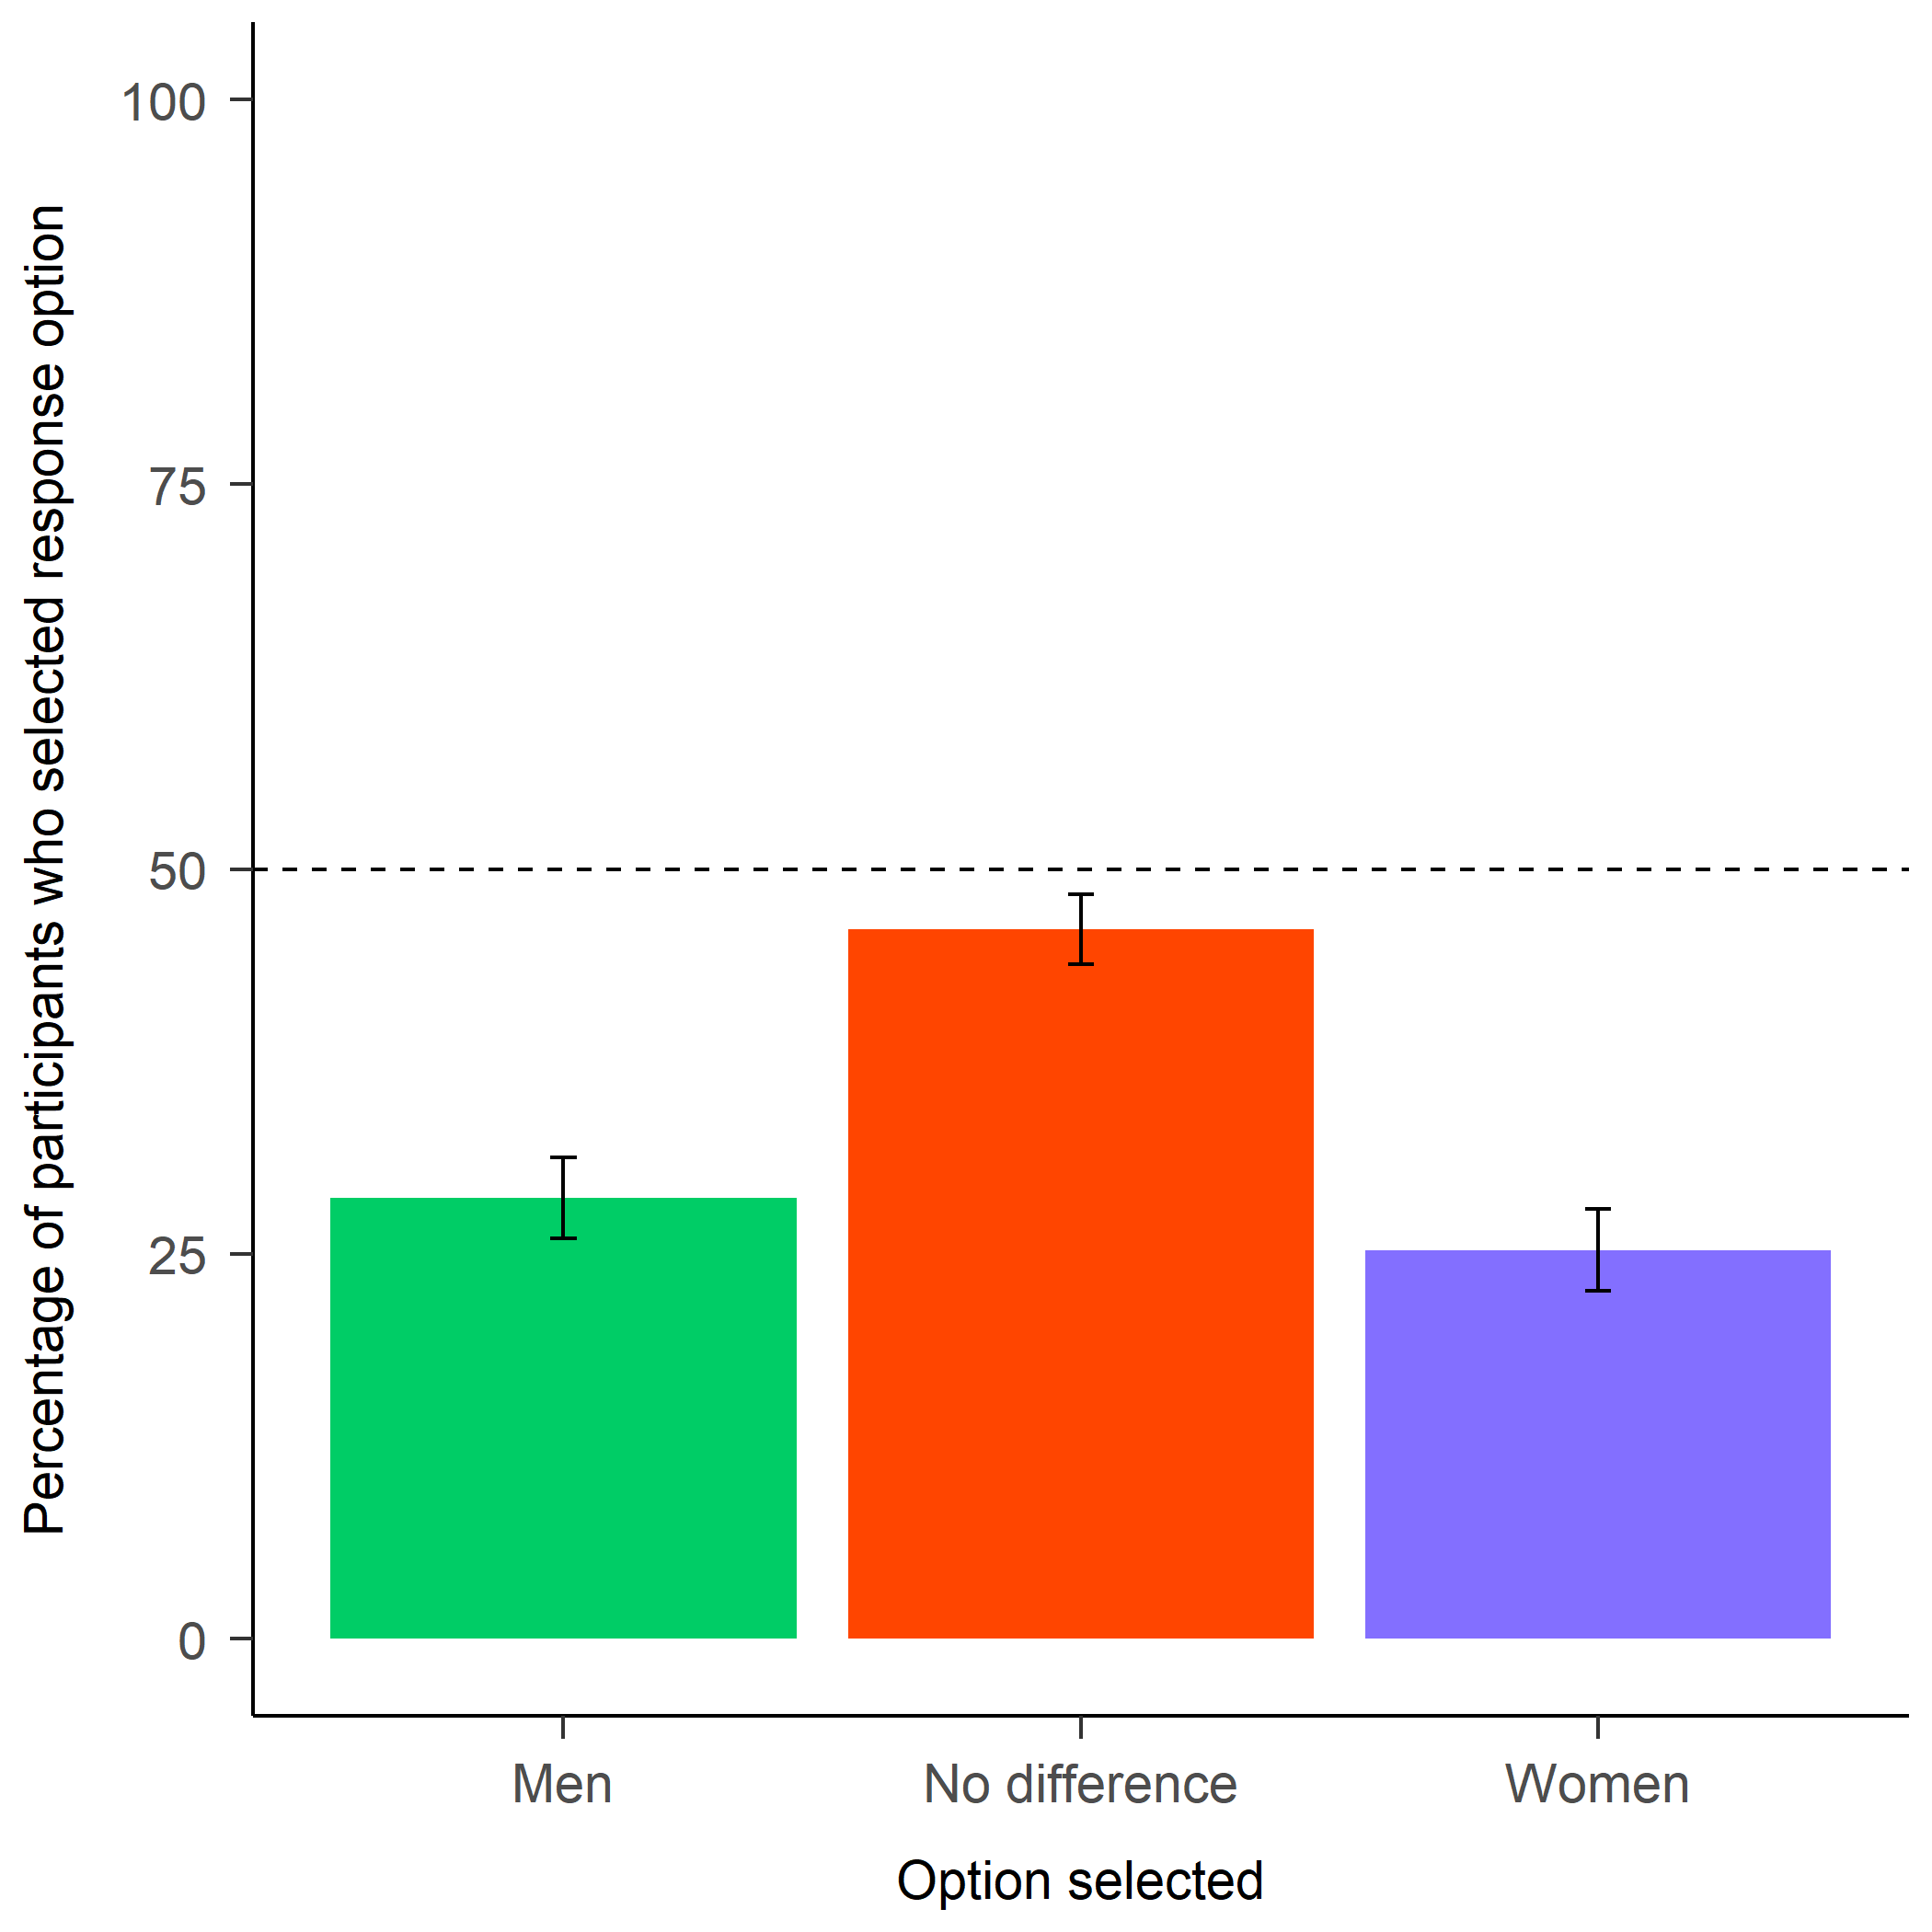 Percentage of participants who selected response option
100
75
50
25
0
Men
No difference
Women
Option selected